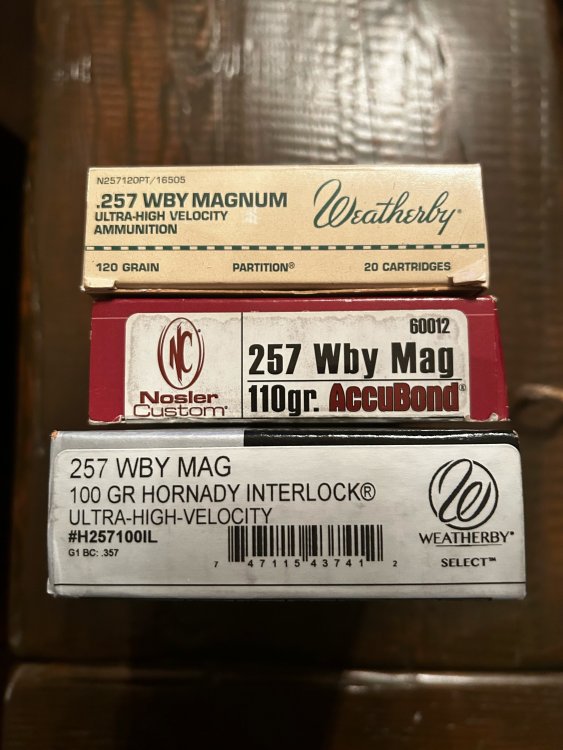 N257120PT/16505
.257 WBY MAGNUM
ULTRA-HIGH VELOCITY
AMMUNITION
Weatherby®
120 GRAIN PARTITION® 20 CARTRIDGES
NC
Nosler
Custom®
60012
257 Wby Mag
110gr. AccuBond®
257 WBY MAG
100 GR HORNADY INTERLOCK®
ULTRA-HIGH-VELOCITY
#H257100IL
G1 BC: .357
7 47115 43741 2
W
WEATHERBY®
SELECT™